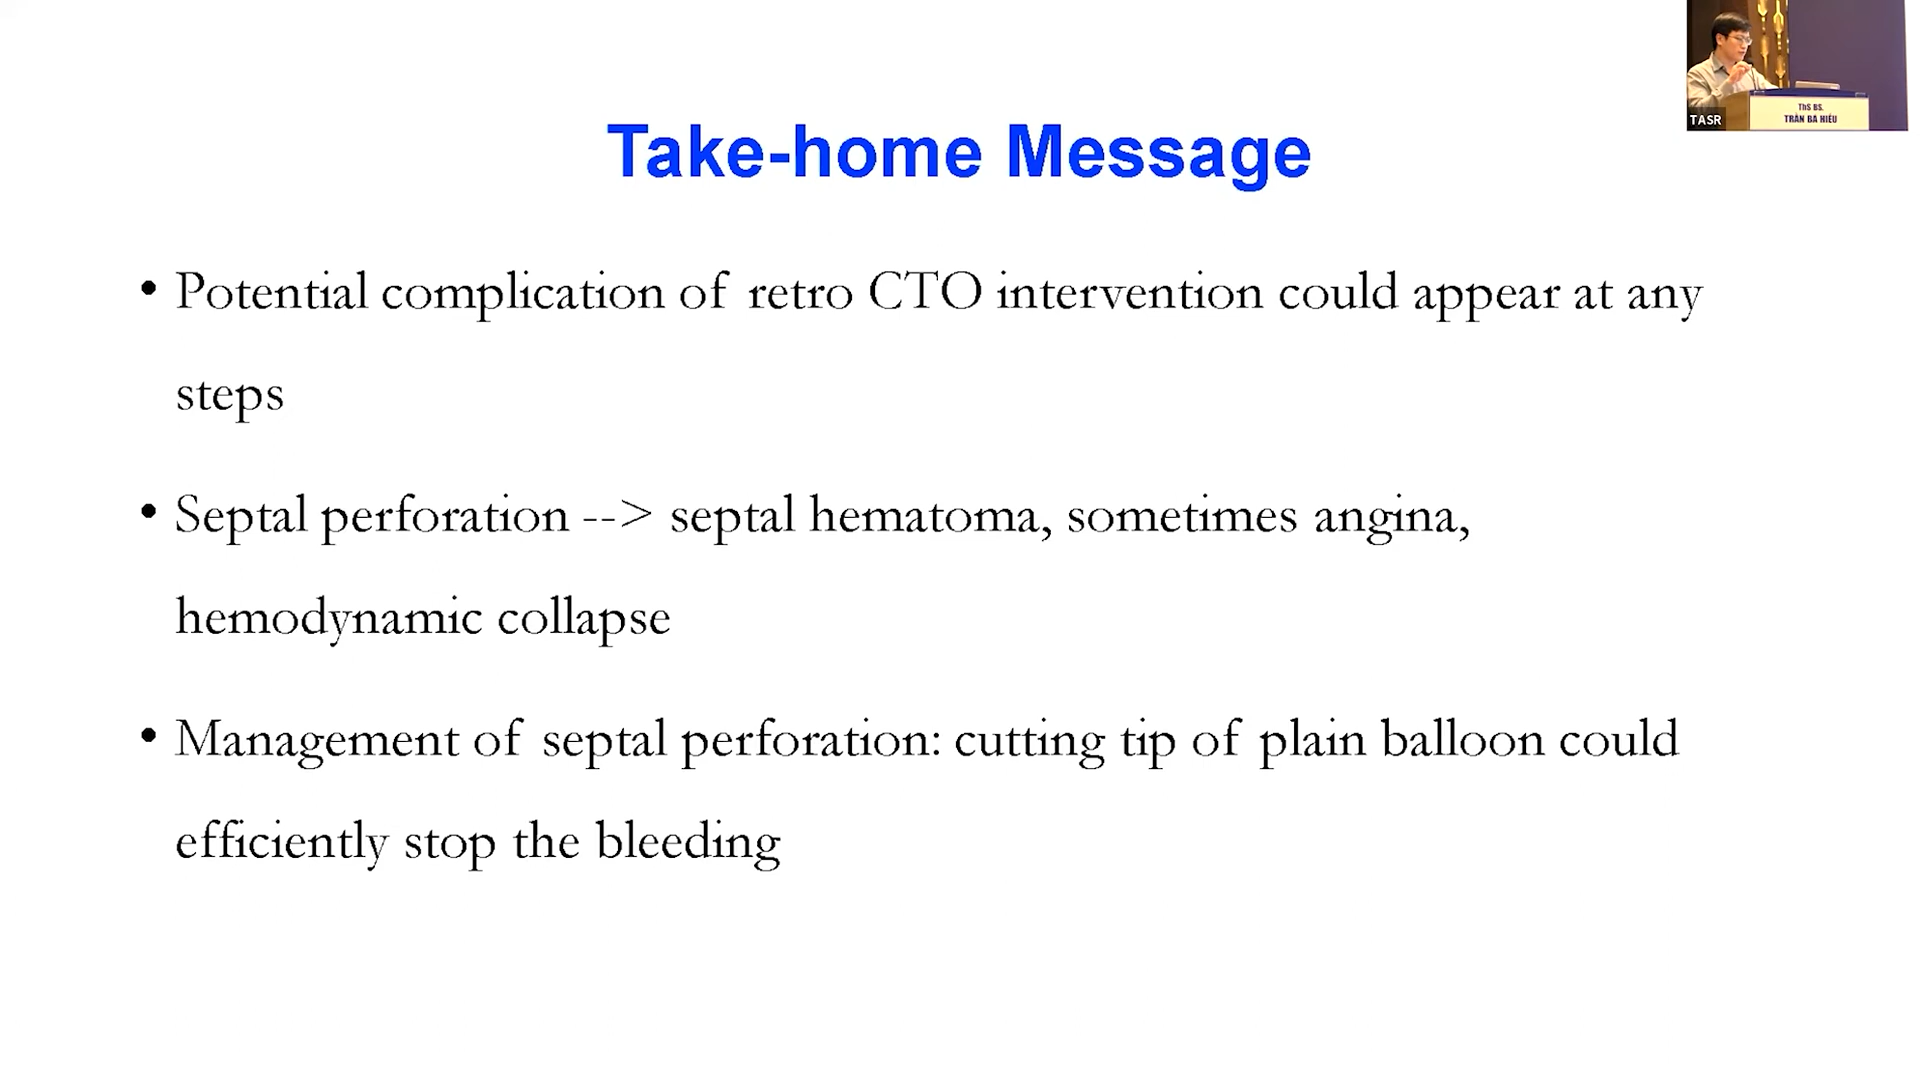 ThS BS.
TRẦN BÁ HIẾU
TASR
Take-home Message
• Potential complication of retro CTO intervention could appear at any
steps
• Septal perforation --> septal hematoma, sometimes angina,
hemodynamic collapse
• Management of septal perforation: cutting tip of plain balloon could
efficiently stop the bleeding